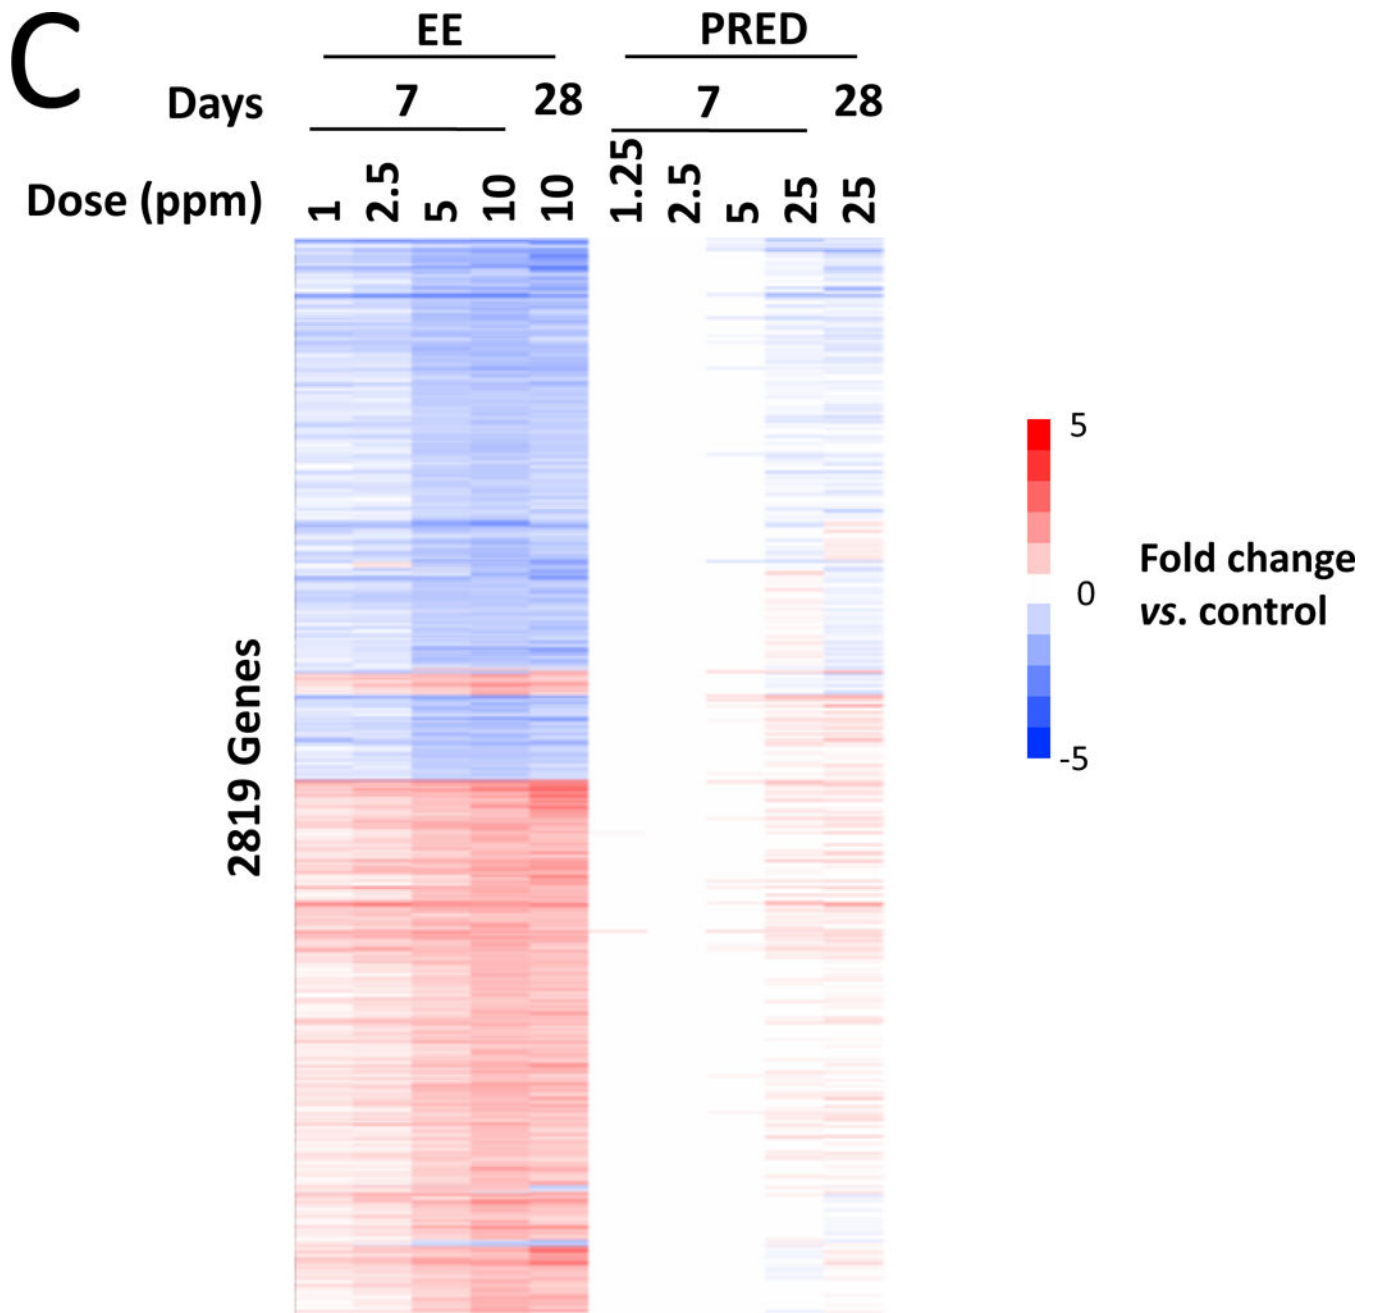 C
EE PRED
Days 7 28 7 28
Dose (ppm) 1 2.5 5 10 10 1.25 2.5 5 25 25
2819 Genes
5
0
-5
Fold change
vs. control